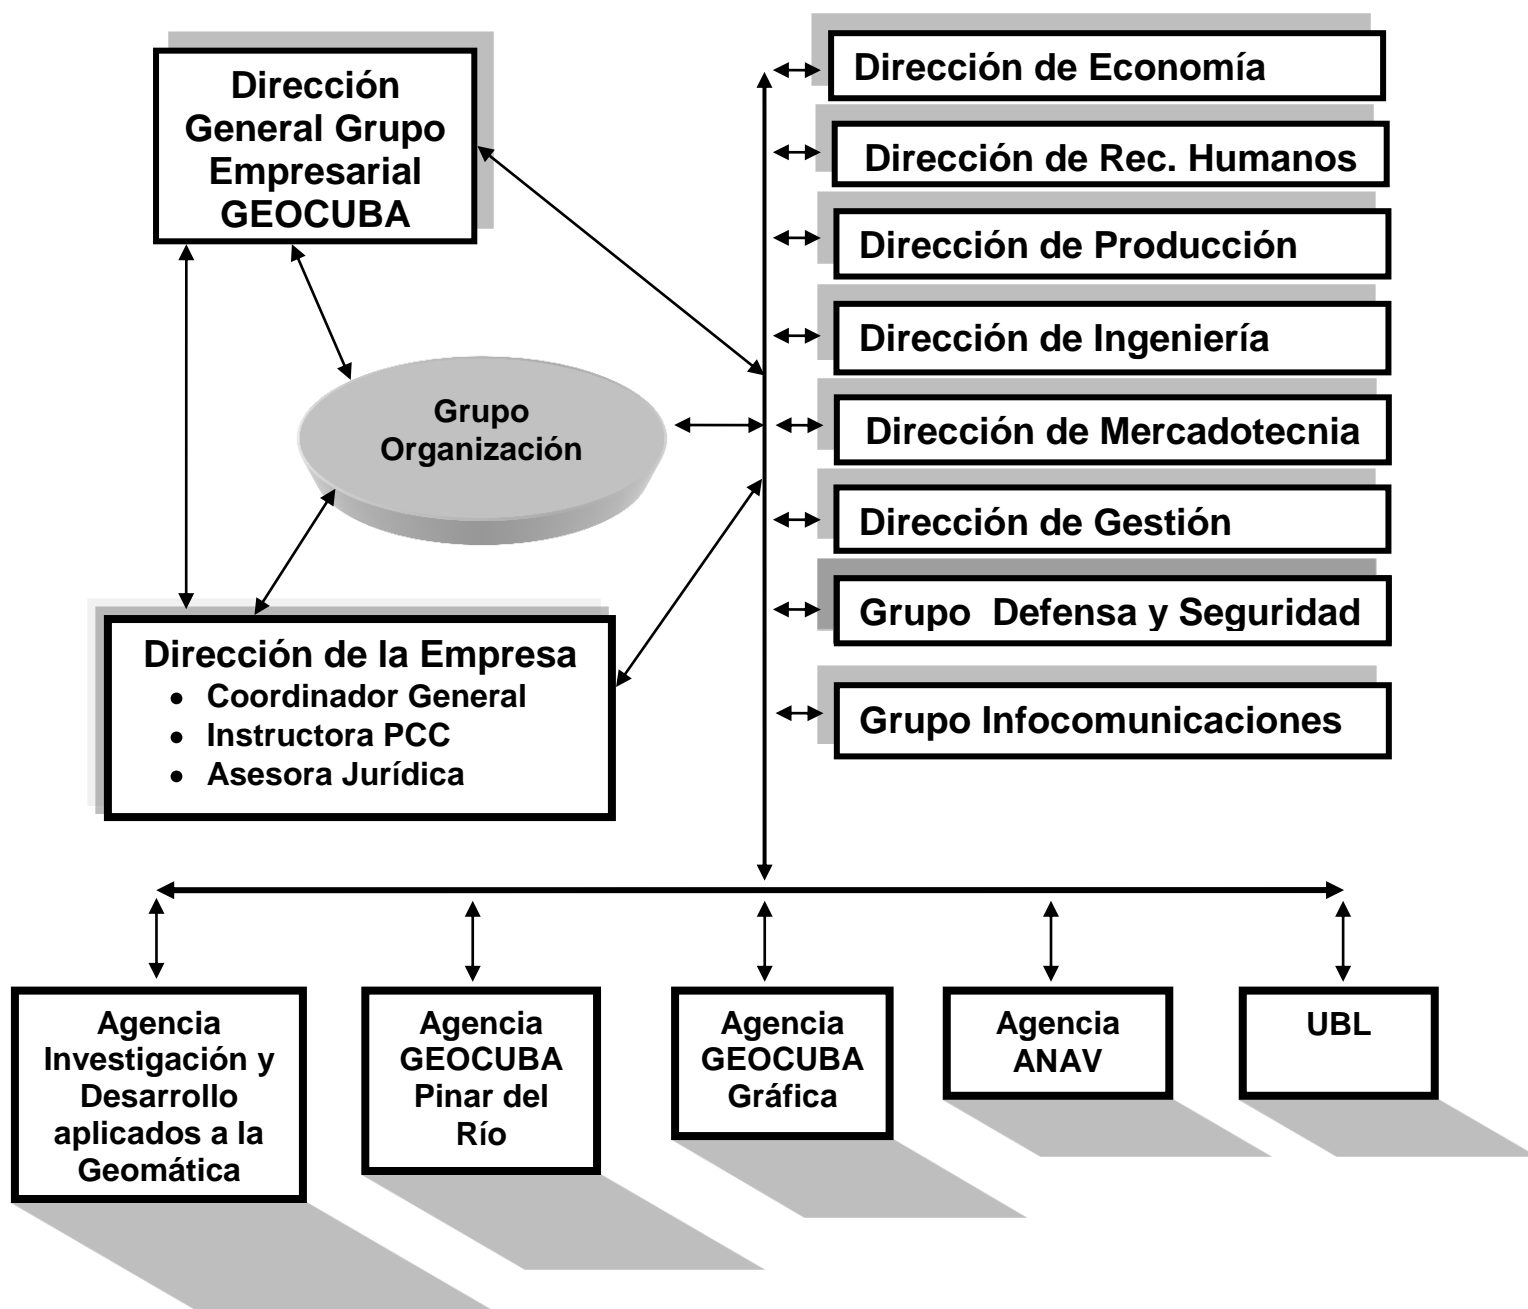 Dirección
General Grupo
Empresarial
GEOCUBA
Grupo
Organización
Dirección de la Empresa
• Coordinador General
• Instructora PCC
• Asesora Jurídica
Dirección de Economía
Dirección de Rec. Humanos
Dirección de Producción
Dirección de Ingeniería
Dirección de Mercadotecnia
Dirección de Gestión
Grupo  Defensa y Seguridad
Grupo Infocomunicaciones
Agencia
Investigación y
Desarrollo
aplicados a la
Geomática
Agencia
GEOCUBA
Pinar del
Río
Agencia
GEOCUBA
Gráfica
Agencia
ANAV
UBL